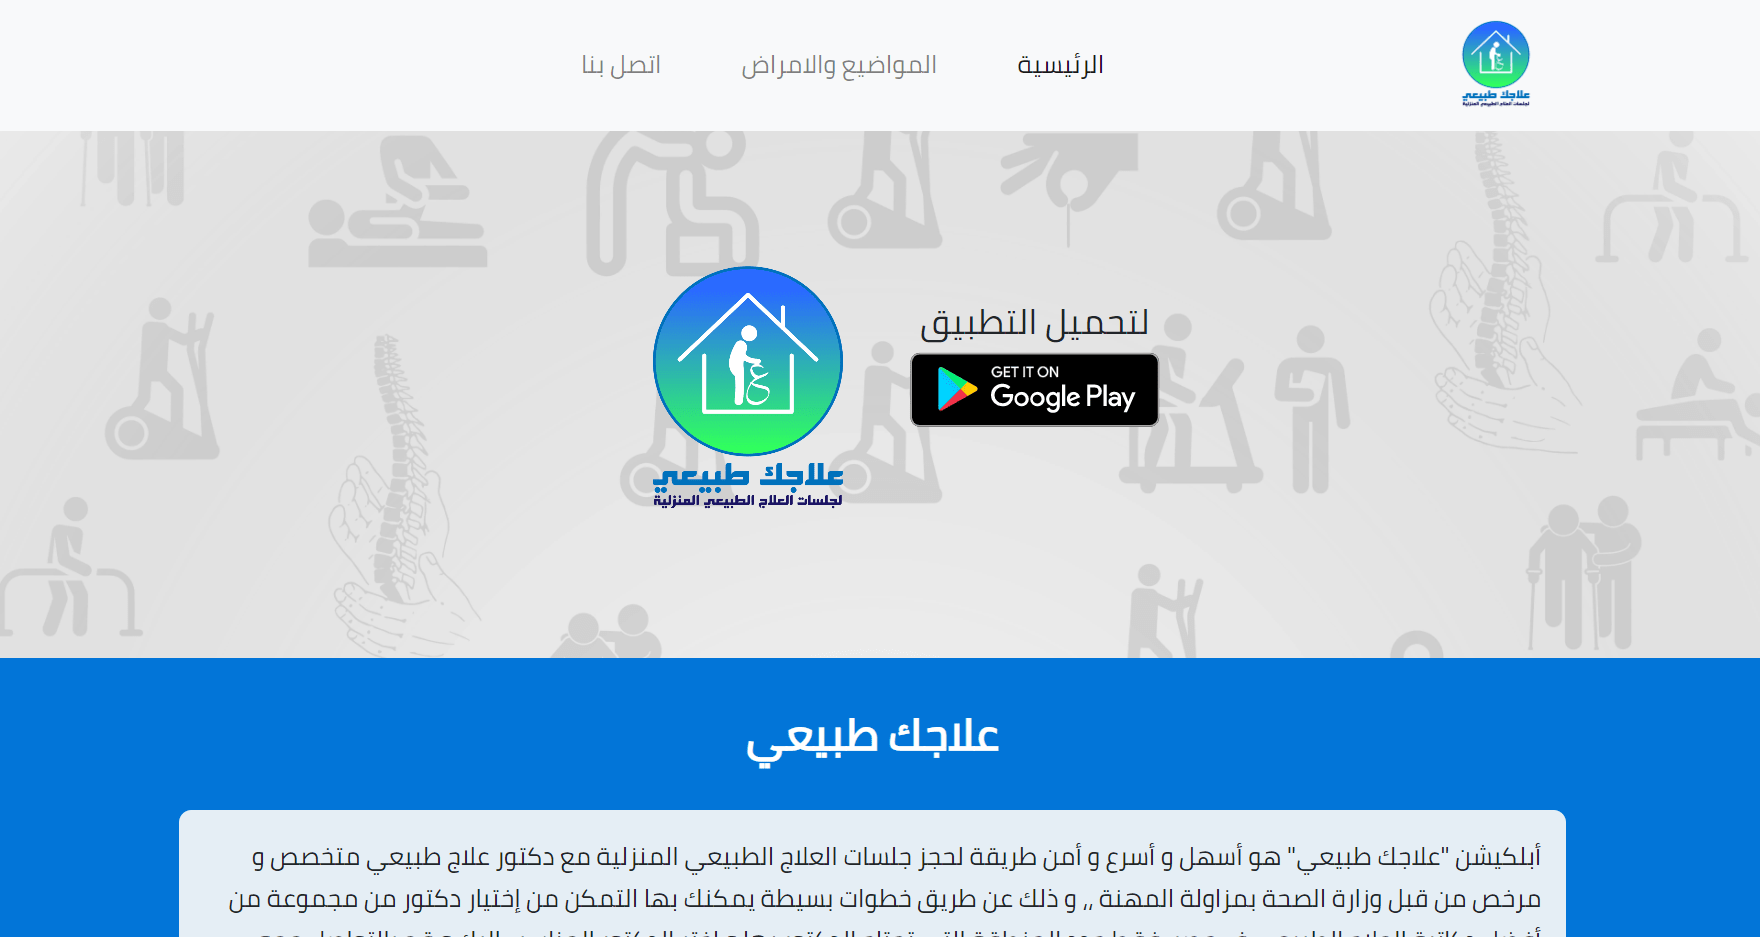 علاجك طبيعي
لجلسات العلاج الطبيعي المنزلية
الرئيسية
المواضيع والامراض
اتصل بنا
لتحميل التطبيق
GET IT ON
Google Play
علاجك طبيعي
لجلسات العلاج الطبيعي المنزلية
علاجك طبيعي
أبلكيشن "علاجك طبيعي" هو أسهل و أسرع و أمن طريقة لحجز جلسات العلاج الطبيعي المنزلية مع دكتور علاج طبيعي متخصص و
مرخص من قبل وزارة الصحة بمزاولة المهنة ,, و ذلك عن طريق خطوات بسيطة يمكنك بها التمكن من إختيار دكتور من مجموعة من